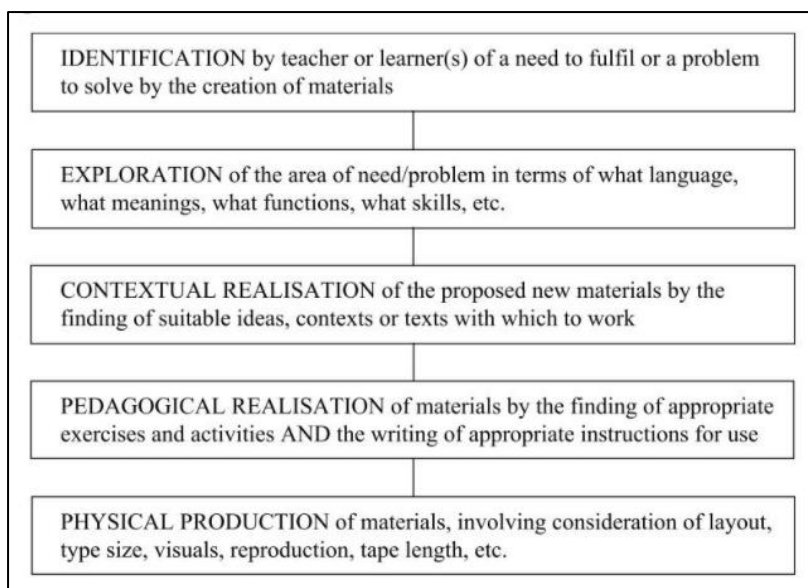 IDENTIFICATION by teacher or learner(s) of a need to fulfil or a problem
to solve by the creation of materials
EXPLORATION of the area of need/problem in terms of what language,
what meanings, what functions, what skills, etc.
CONTEXTUAL REALISATION of the proposed new materials by the
finding of suitable ideas, contexts or texts with which to work
PEDAGOGICAL REALISATION of materials by the finding of appropriate
exercises and activities AND the writing of appropriate instructions for use
PHYSICAL PRODUCTION of materials, involving consideration of layout,
type size, visuals, reproduction, tape length, etc.